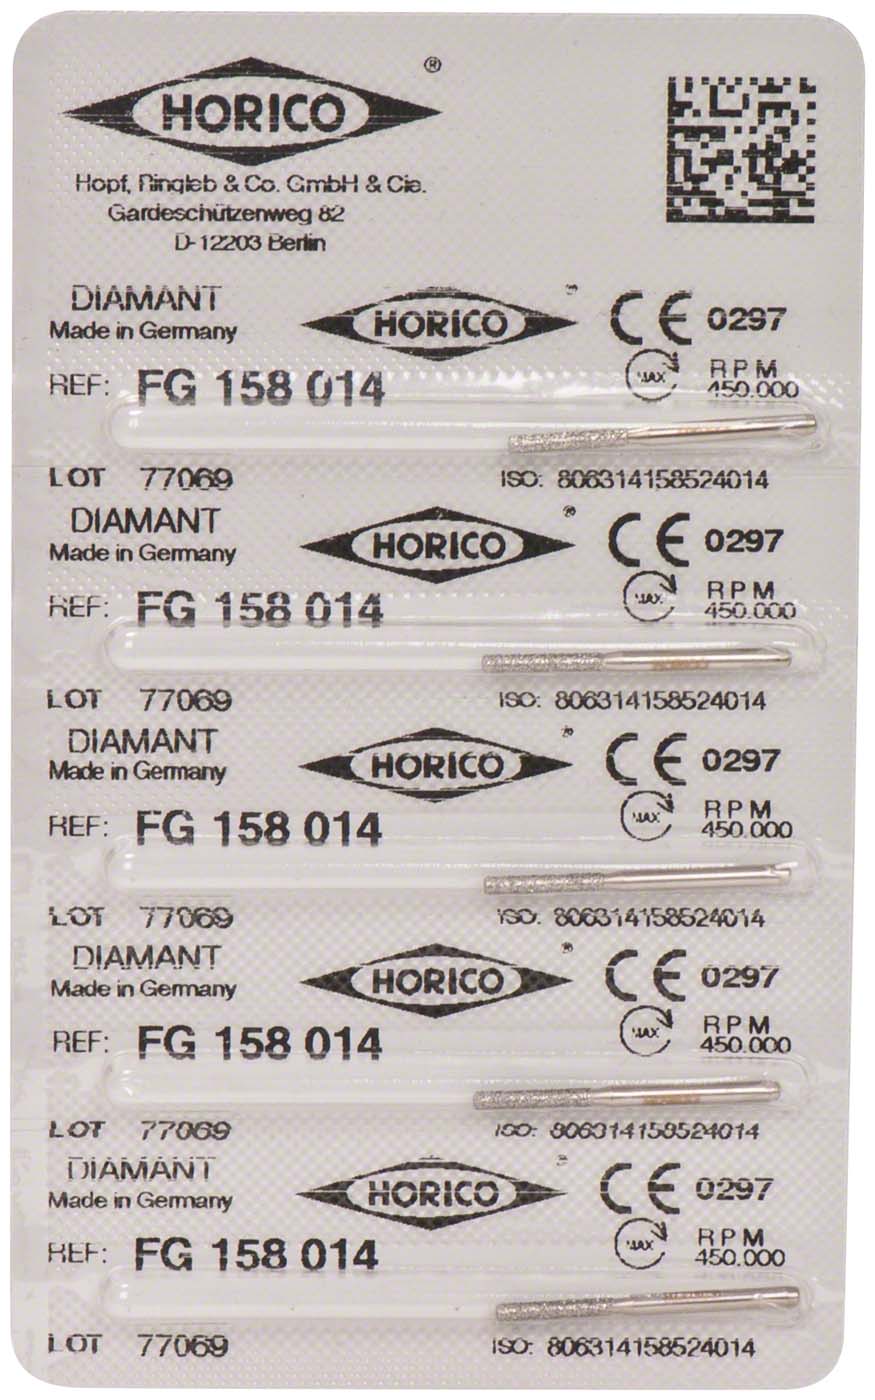 HORICO ®
Hopf, Ringleb & Co. GmbH & Cie.
Gardeschützenweg 82
D-12203 Berlin
DIAMANT
Made in Germany
HORICO ®
CE 0297
REF: FG 158 014
MAX
RPM
450.000
LOT 77069
ISO: 806314158524014
DIAMANT
Made in Germany
HORICO ®
CE 0297
REF: FG 158 014
MAX
RPM
450.000
HORICO
LOT 77069
ISO: 806314158524014
DIAMANT
Made in Germany
HORICO ®
CE 0297
REF: FG 158 014
MAX
RPM
450.000
LOT 77069
ISO: 806314158524014
DIAMANT
Made in Germany
HORICO ®
CE 0297
REF: FG 158 014
MAX
RPM
450.000
HORICO
LOT 77069
ISO: 806314158524014
DIAMANT
Made in Germany
HORICO ®
CE 0297
REF: FG 158 014
MAX
RPM
450.000
LOT 77069
ISO: 806314158524014